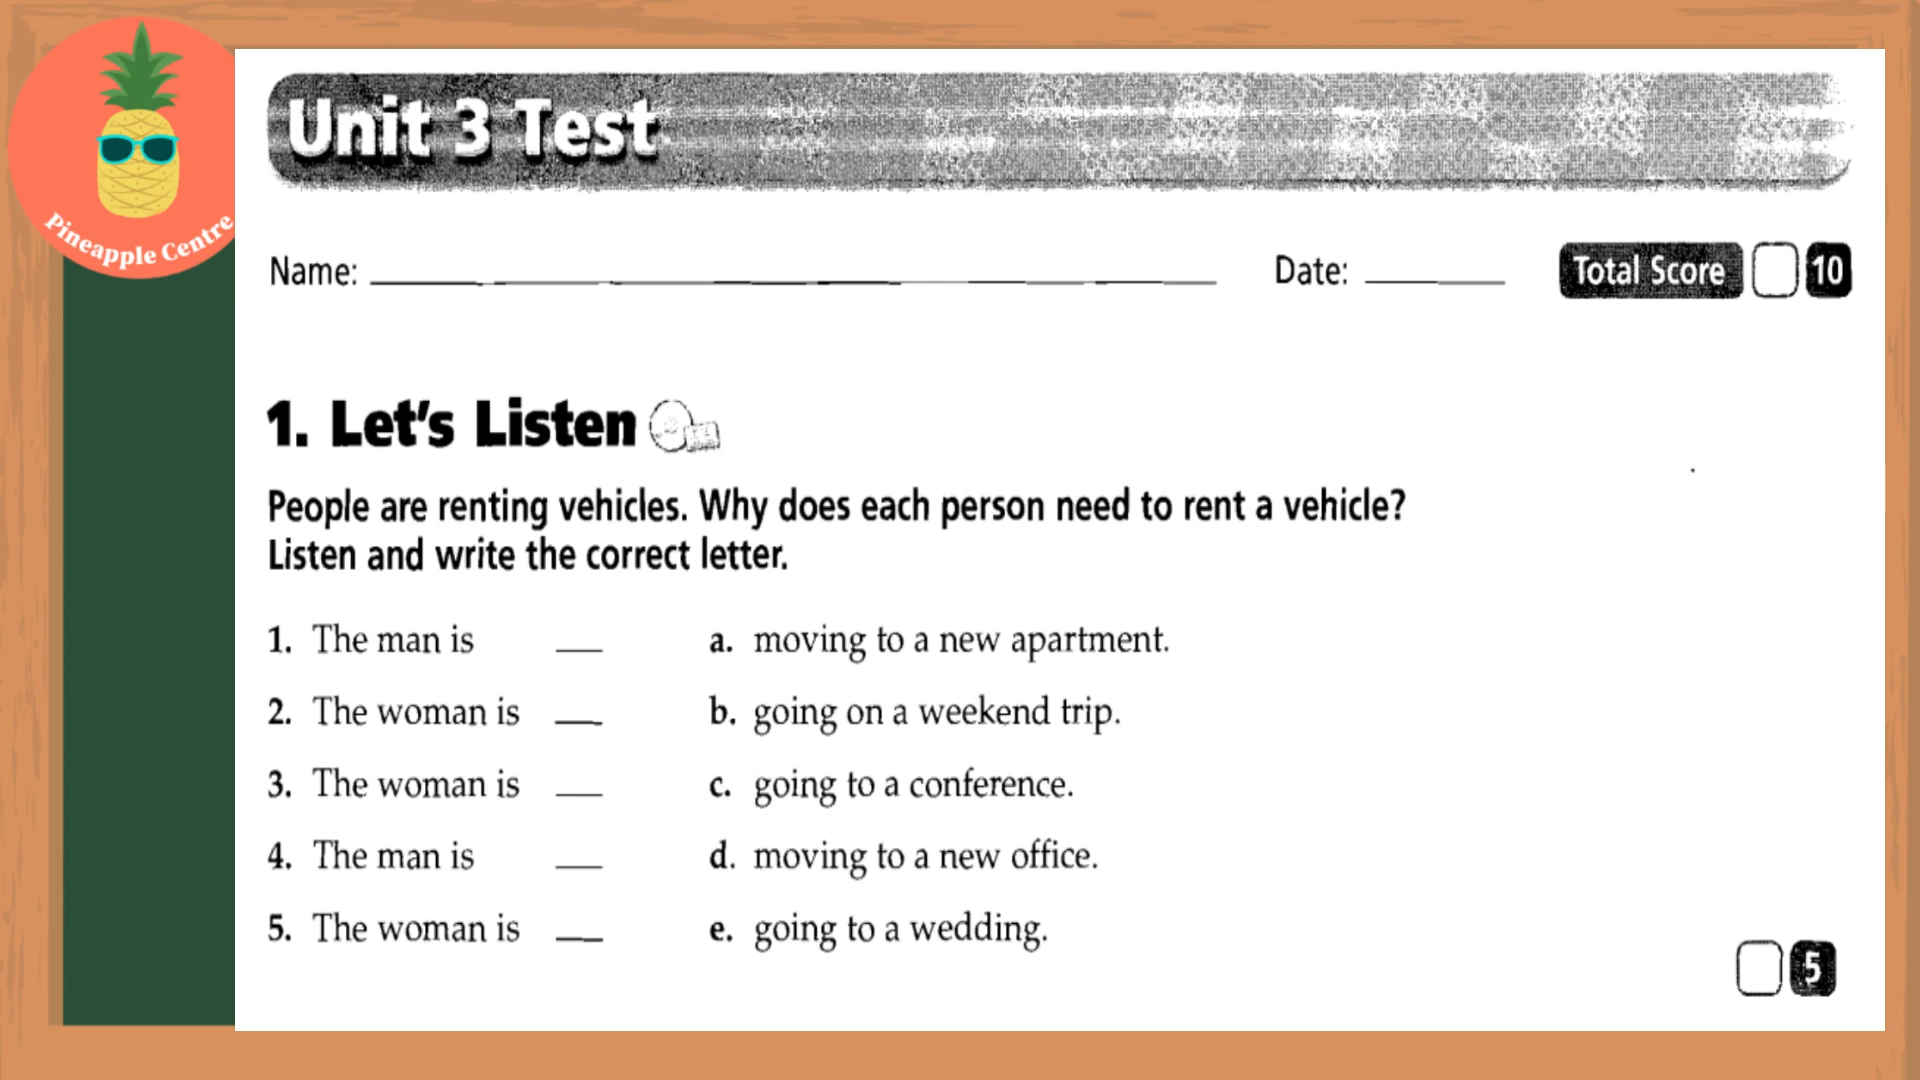 Pineapple Centre
Unit 3 Test
Name: Date: Total Score 10
1. Let's Listen
People are renting vehicles. Why does each person need to rent a vehicle?
Listen and write the correct letter.
1. The man is a. moving to a new apartment.
2. The woman is b. going on a weekend trip.
3. The woman is c. going to a conference.
4. The man is d. moving to a new office.
5. The woman is e. going to a wedding.
5